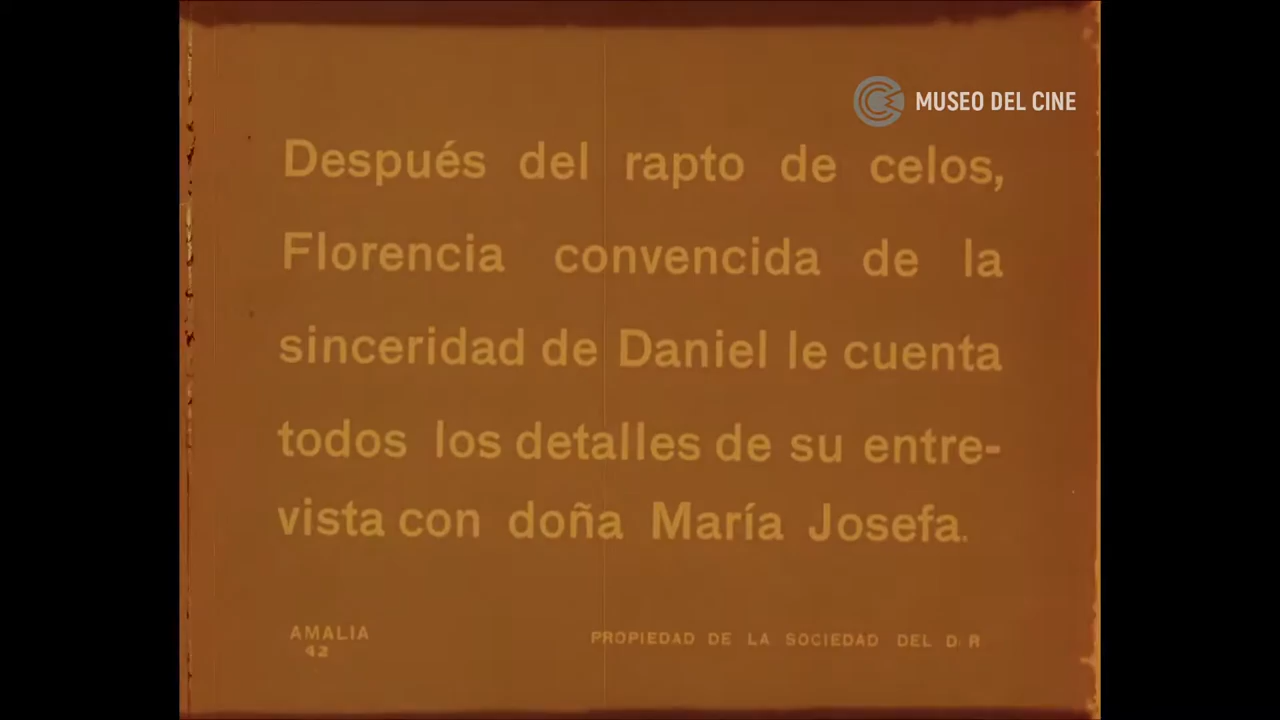 MUSEO DEL CINE
Después del rapto de celos,
Florencia convencida de la
sinceridad de Daniel le cuenta
todos los detalles de su entre-
vista con doña María Josefa.
AMALIA
42
PROPIEDAD DE LA SOCIEDAD DEL D. R